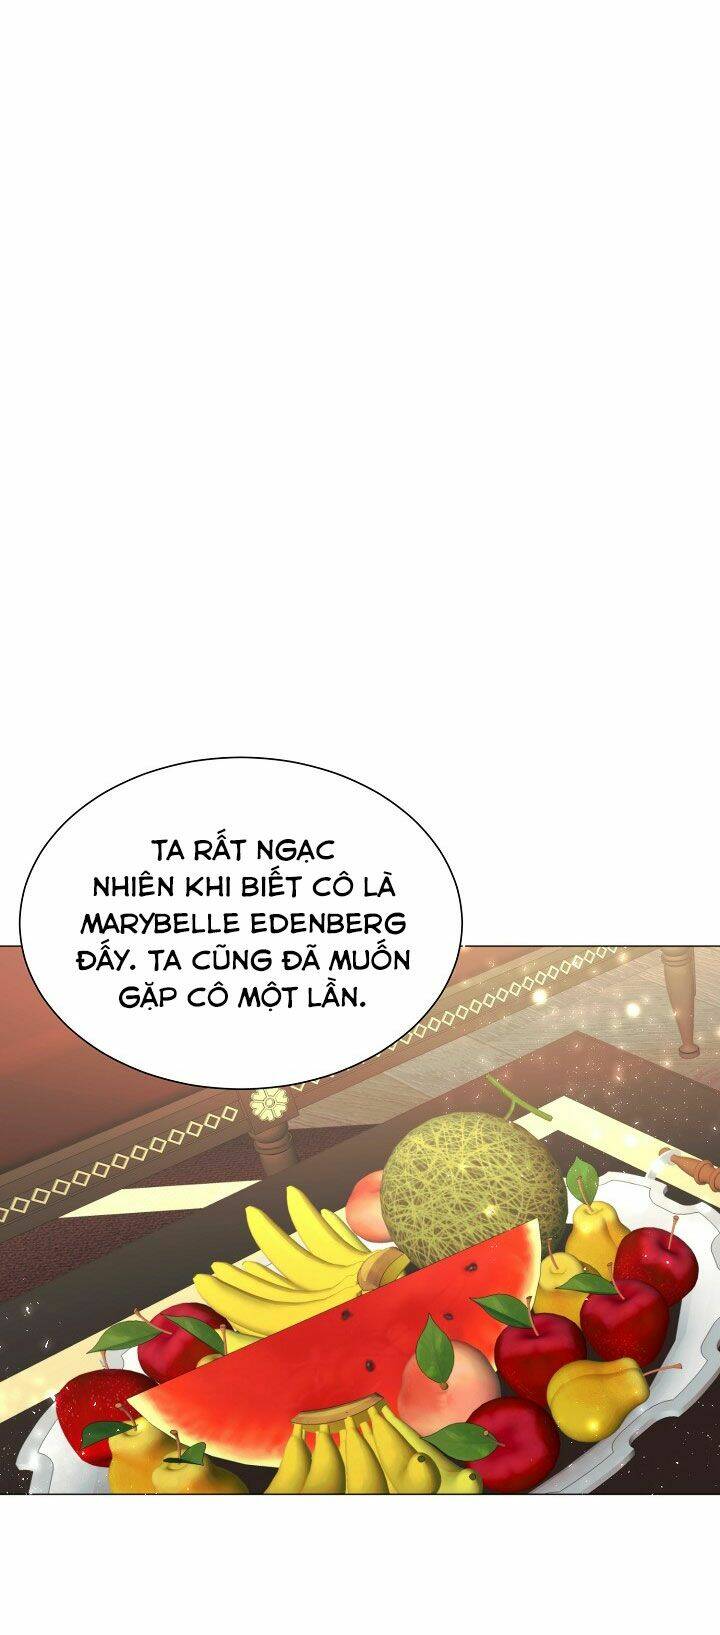 TA RẤT NGẠC
NHIÊN KHI BIẾT CÔ LÀ
MARYBELLE EDENBERG
ĐẤY. TA CŨNG ĐÃ MUỐN
GẶP CÔ MỘT LẦN.